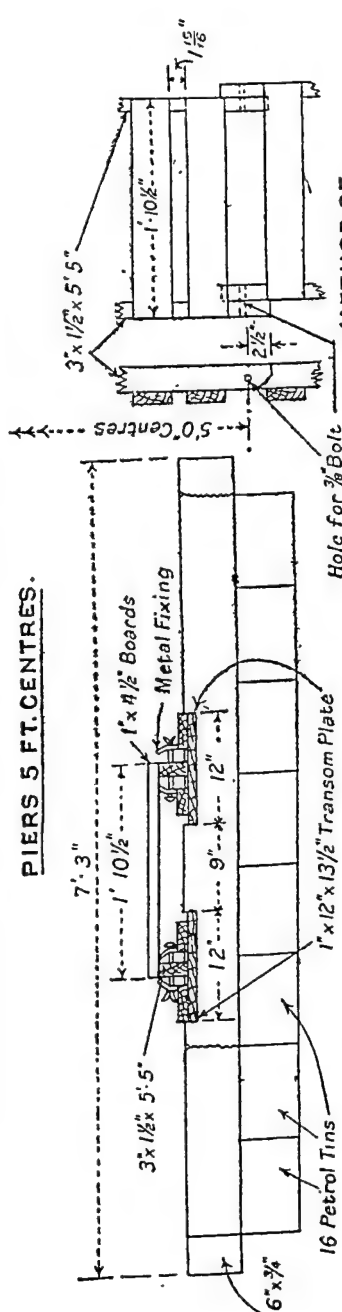 PIERS 5 FT. CENTRES.
7'·3"
1' 10½"
1" x 4½" Boards
Metal Fixing
3" x 1½" x 5'·5"
12"
9"
12"
1" x 12" x 13½" Transom Plate
16 Petrol Tins
6" x ¾"
5'0" Centres
3" x 1½" x 5'5"
1'·10½"
1 15/16"
2½"
Hole for ⅜" Bolt